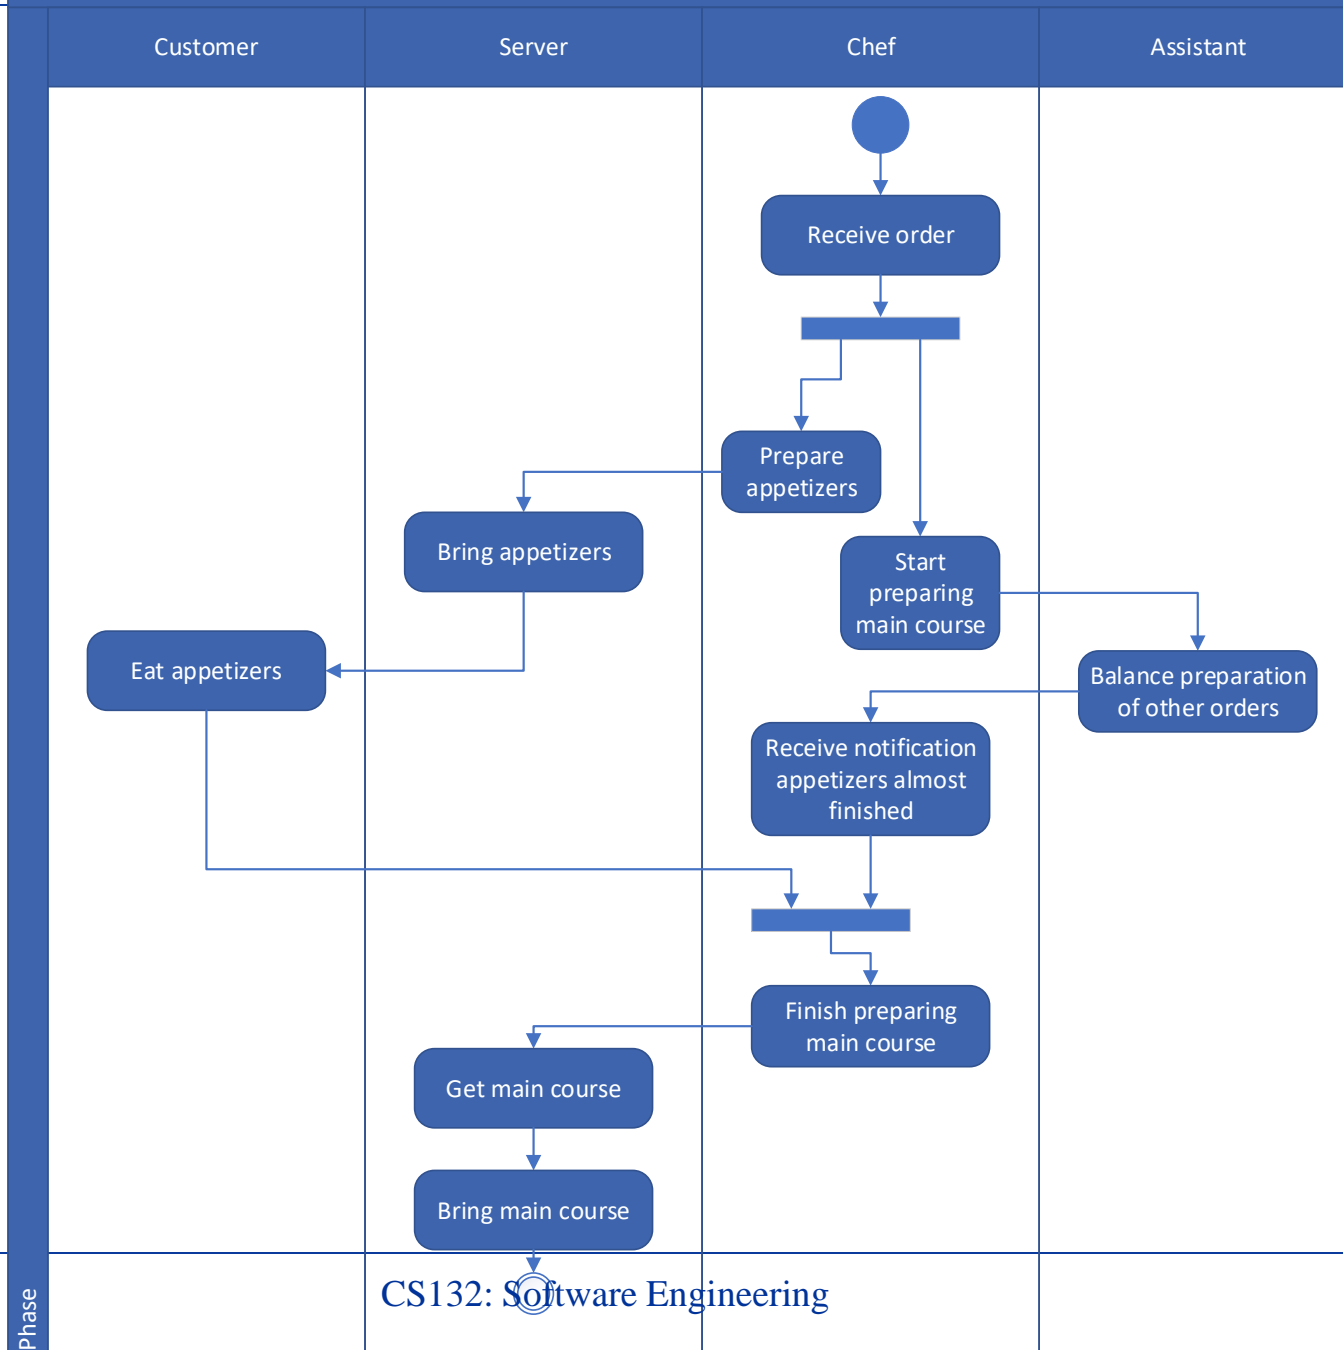 Customer
Server
Chef
Assistant
Receive order
Prepare
appetizers
Bring appetizers
Start
preparing
main course
Eat appetizers
Balance preparation
of other orders
Receive notification
appetizers almost
finished
Finish preparing
main course
Get main course
Bring main course
Phase
CS132: Software Engineering